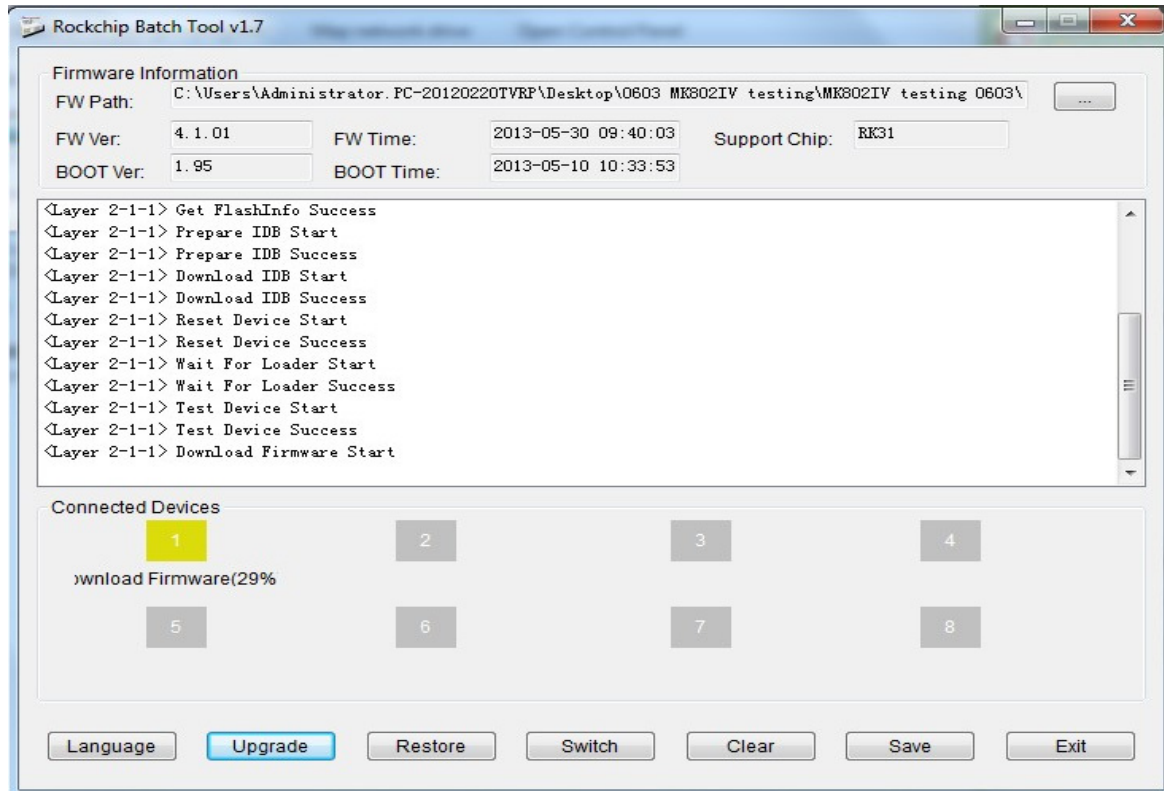 Rockchip Batch Tool v1.7
Map network drive Open Control Panel
Firmware Information
FW Path: C:\Users\Administrator.PC-20120220TVRP\Desktop\0603 MK802IV testing\MK802IV testing 0603\ ...
FW Ver: 4.1.01 FW Time: 2013-05-30 09:40:03 Support Chip: RK31
BOOT Ver: 1.95 BOOT Time: 2013-05-10 10:33:53
<Layer 2-1-1> Get FlashInfo Success
<Layer 2-1-1> Prepare IDB Start
<Layer 2-1-1> Prepare IDB Success
<Layer 2-1-1> Download IDB Start
<Layer 2-1-1> Download IDB Success
<Layer 2-1-1> Reset Device Start
<Layer 2-1-1> Reset Device Success
<Layer 2-1-1> Wait For Loader Start
<Layer 2-1-1> Wait For Loader Success
<Layer 2-1-1> Test Device Start
<Layer 2-1-1> Test Device Success
<Layer 2-1-1> Download Firmware Start
Connected Devices
1 2 3 4
ownload Firmware(29%
5 6 7 8
Language Upgrade Restore Switch Clear Save Exit